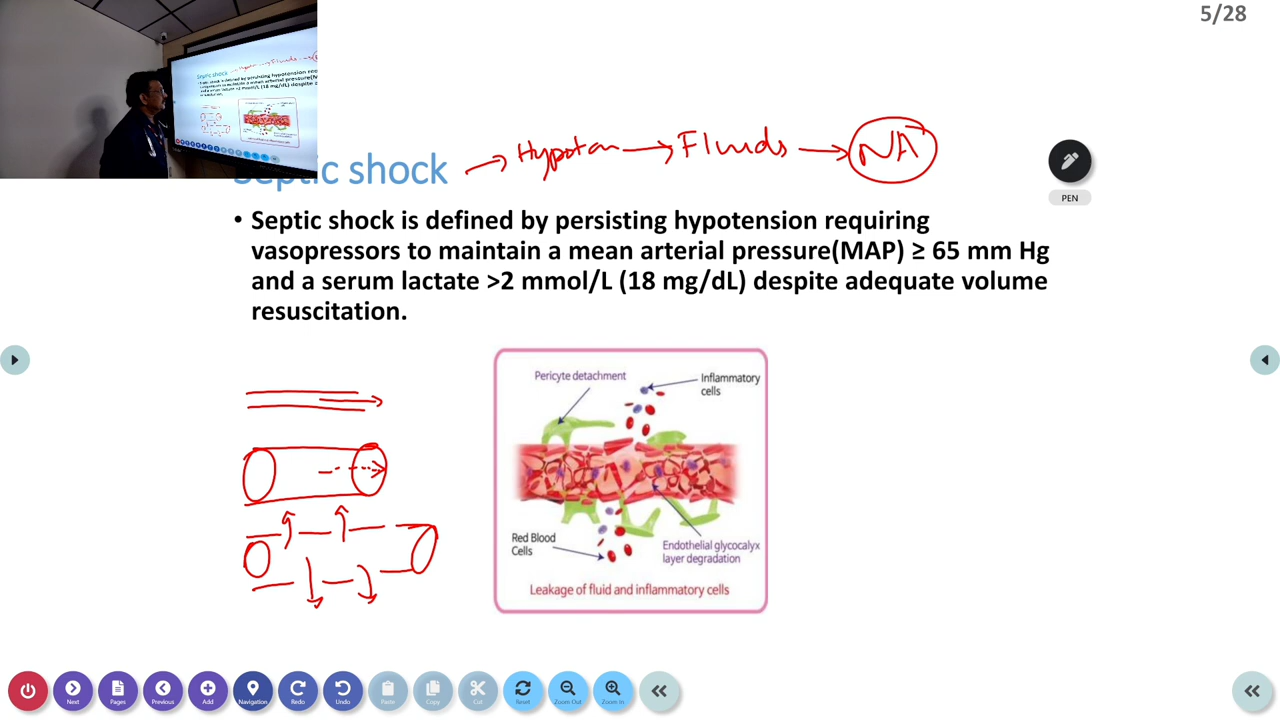 5/28
Hypoten → Fluids → NA
Septic shock
PEN
• Septic shock is defined by persisting hypotension requiring
vasopressors to maintain a mean arterial pressure(MAP) ≥ 65 mm Hg
and a serum lactate >2 mmol/L (18 mg/dL) despite adequate volume
resuscitation.
Pericyte detachment
Inflammatory
cells
Red Blood
Cells
Endothelial glycocalyx
layer degradation
Leakage of fluid and inflammatory cells
Next Pages Previous Add Navigation Redo Undo Paste Copy Cut Reset Zoom Out Zoom In